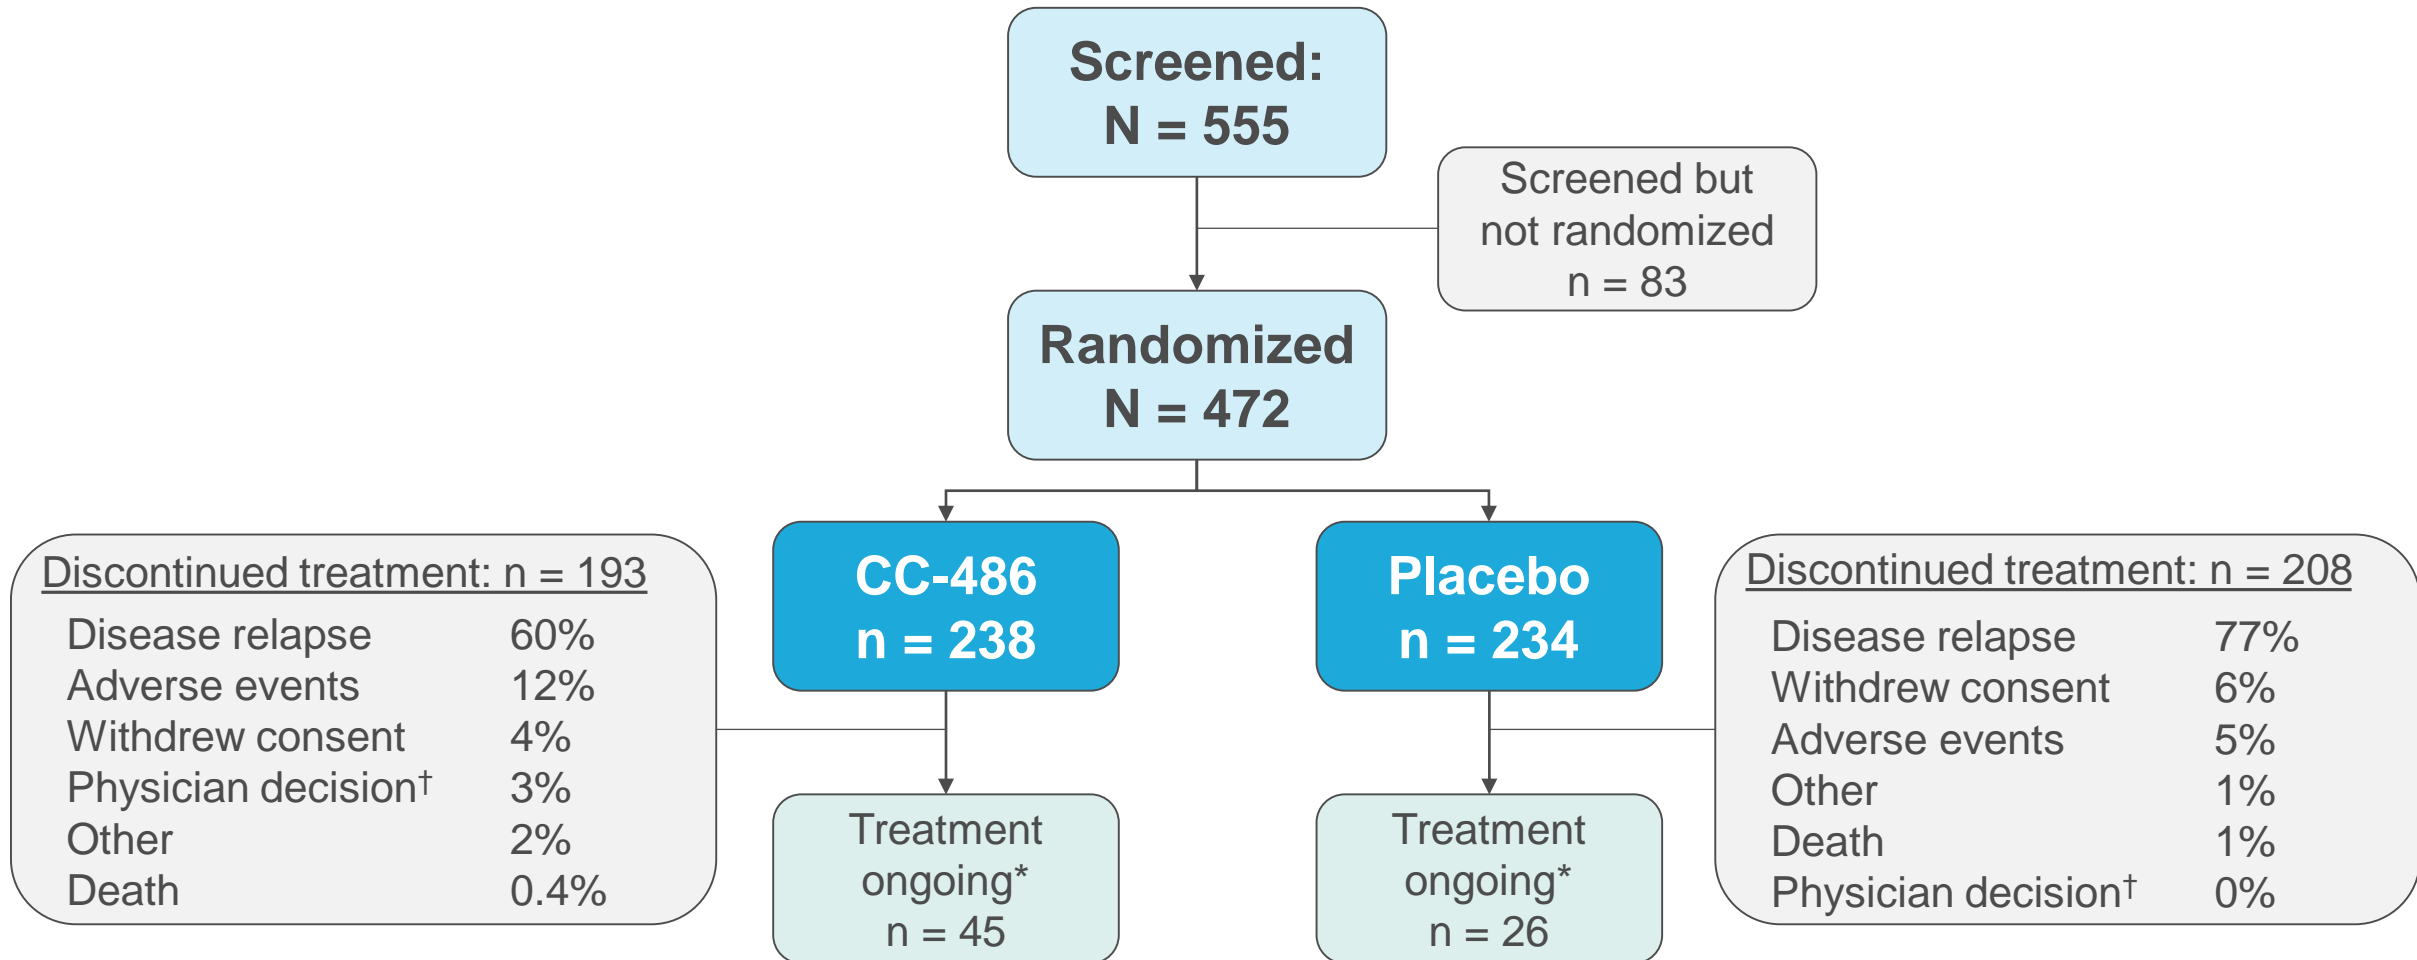 Screened:
N = 555
Screened but
not randomized
n = 83
Randomized
N = 472
CC-486
n = 238
Placebo
n = 234
Discontinued treatment: n = 193
Disease relapse 60%
Adverse events 12%
Withdrew consent 4%
Physician decision† 3%
Other 2%
Death 0.4%
Discontinued treatment: n = 208
Disease relapse 77%
Withdrew consent 6%
Adverse events 5%
Other 1%
Death 1%
Physician decision† 0%
Treatment
ongoing*
n = 45
Treatment
ongoing*
n = 26